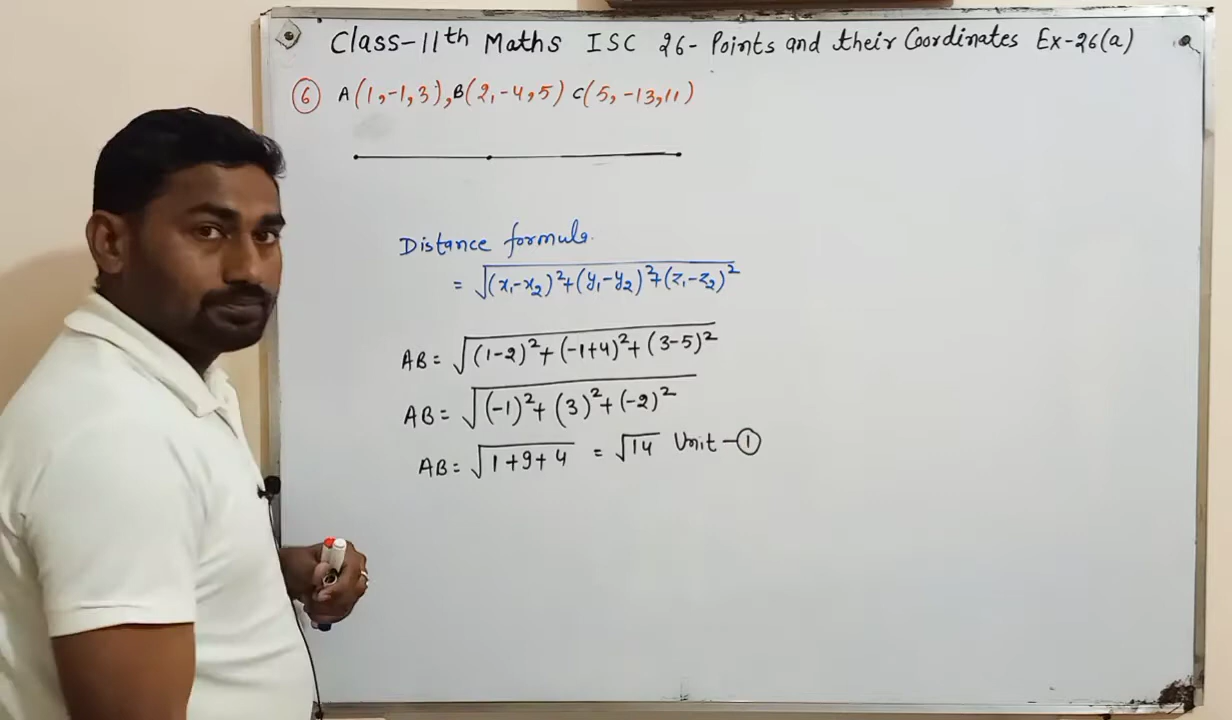 Class-11th Maths ISC 26- Points and their Coordinates Ex-26(a)
⑥ A(1,-1,3),B(2,-4,5) C(5,-13,11)
Distance formula.
= √(x₁-x₂)²+(y₁-y₂)²+(z₁-z₂)²
AB = √(1-2)²+(-1+4)²+(3-5)²
AB = √(-1)²+(3)²+(-2)²
AB = √1+9+4 = √14 Unit -①